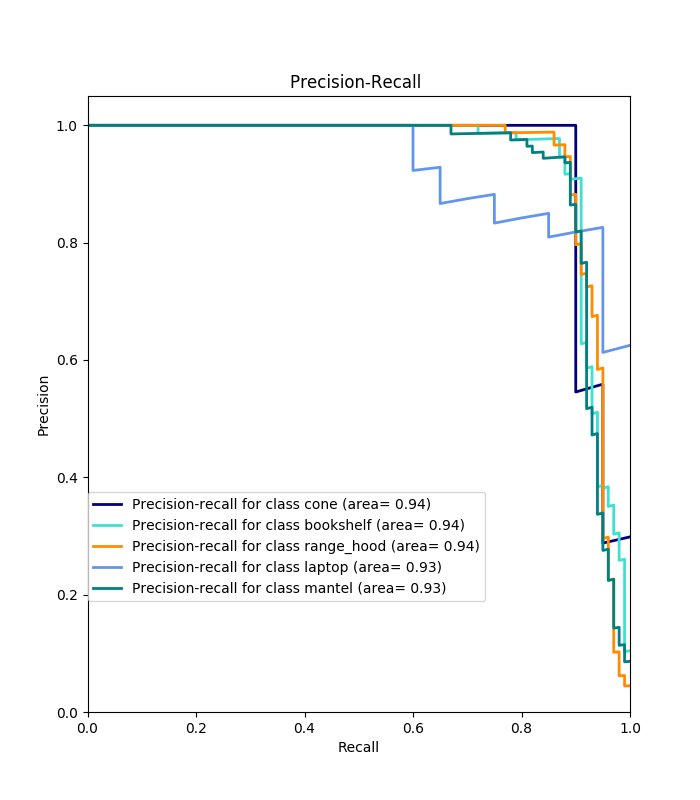 Precision-Recall
1.0
0.8
0.6
0.4
0.2
0.0
Precision
Precision-recall for class cone (area= 0.94)
Precision-recall for class bookshelf (area= 0.94)
Precision-recall for class range_hood (area= 0.94)
Precision-recall for class laptop (area= 0.93)
Precision-recall for class mantel (area= 0.93)
0.0 0.2 0.4 0.6 0.8 1.0
Recall